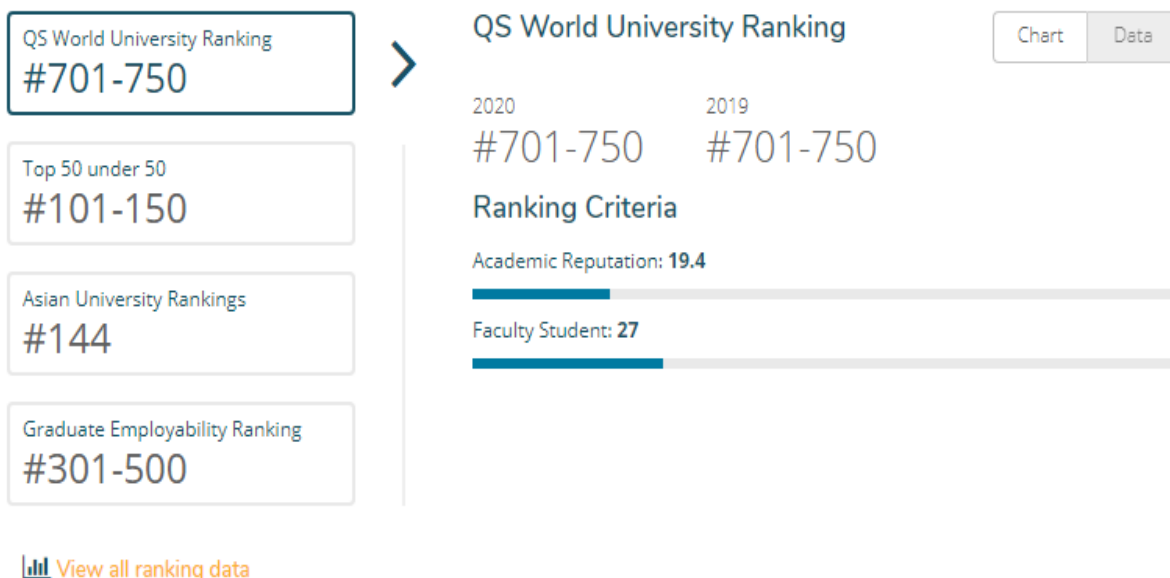 QS World University Ranking
#701-750
Top 50 under 50
#101-150
Asian University Rankings
#144
Graduate Employability Ranking
#301-500
View all ranking data
QS World University Ranking
Chart Data
2020 2019
#701-750 #701-750
Ranking Criteria
Academic Reputation: 19.4
Faculty Student: 27